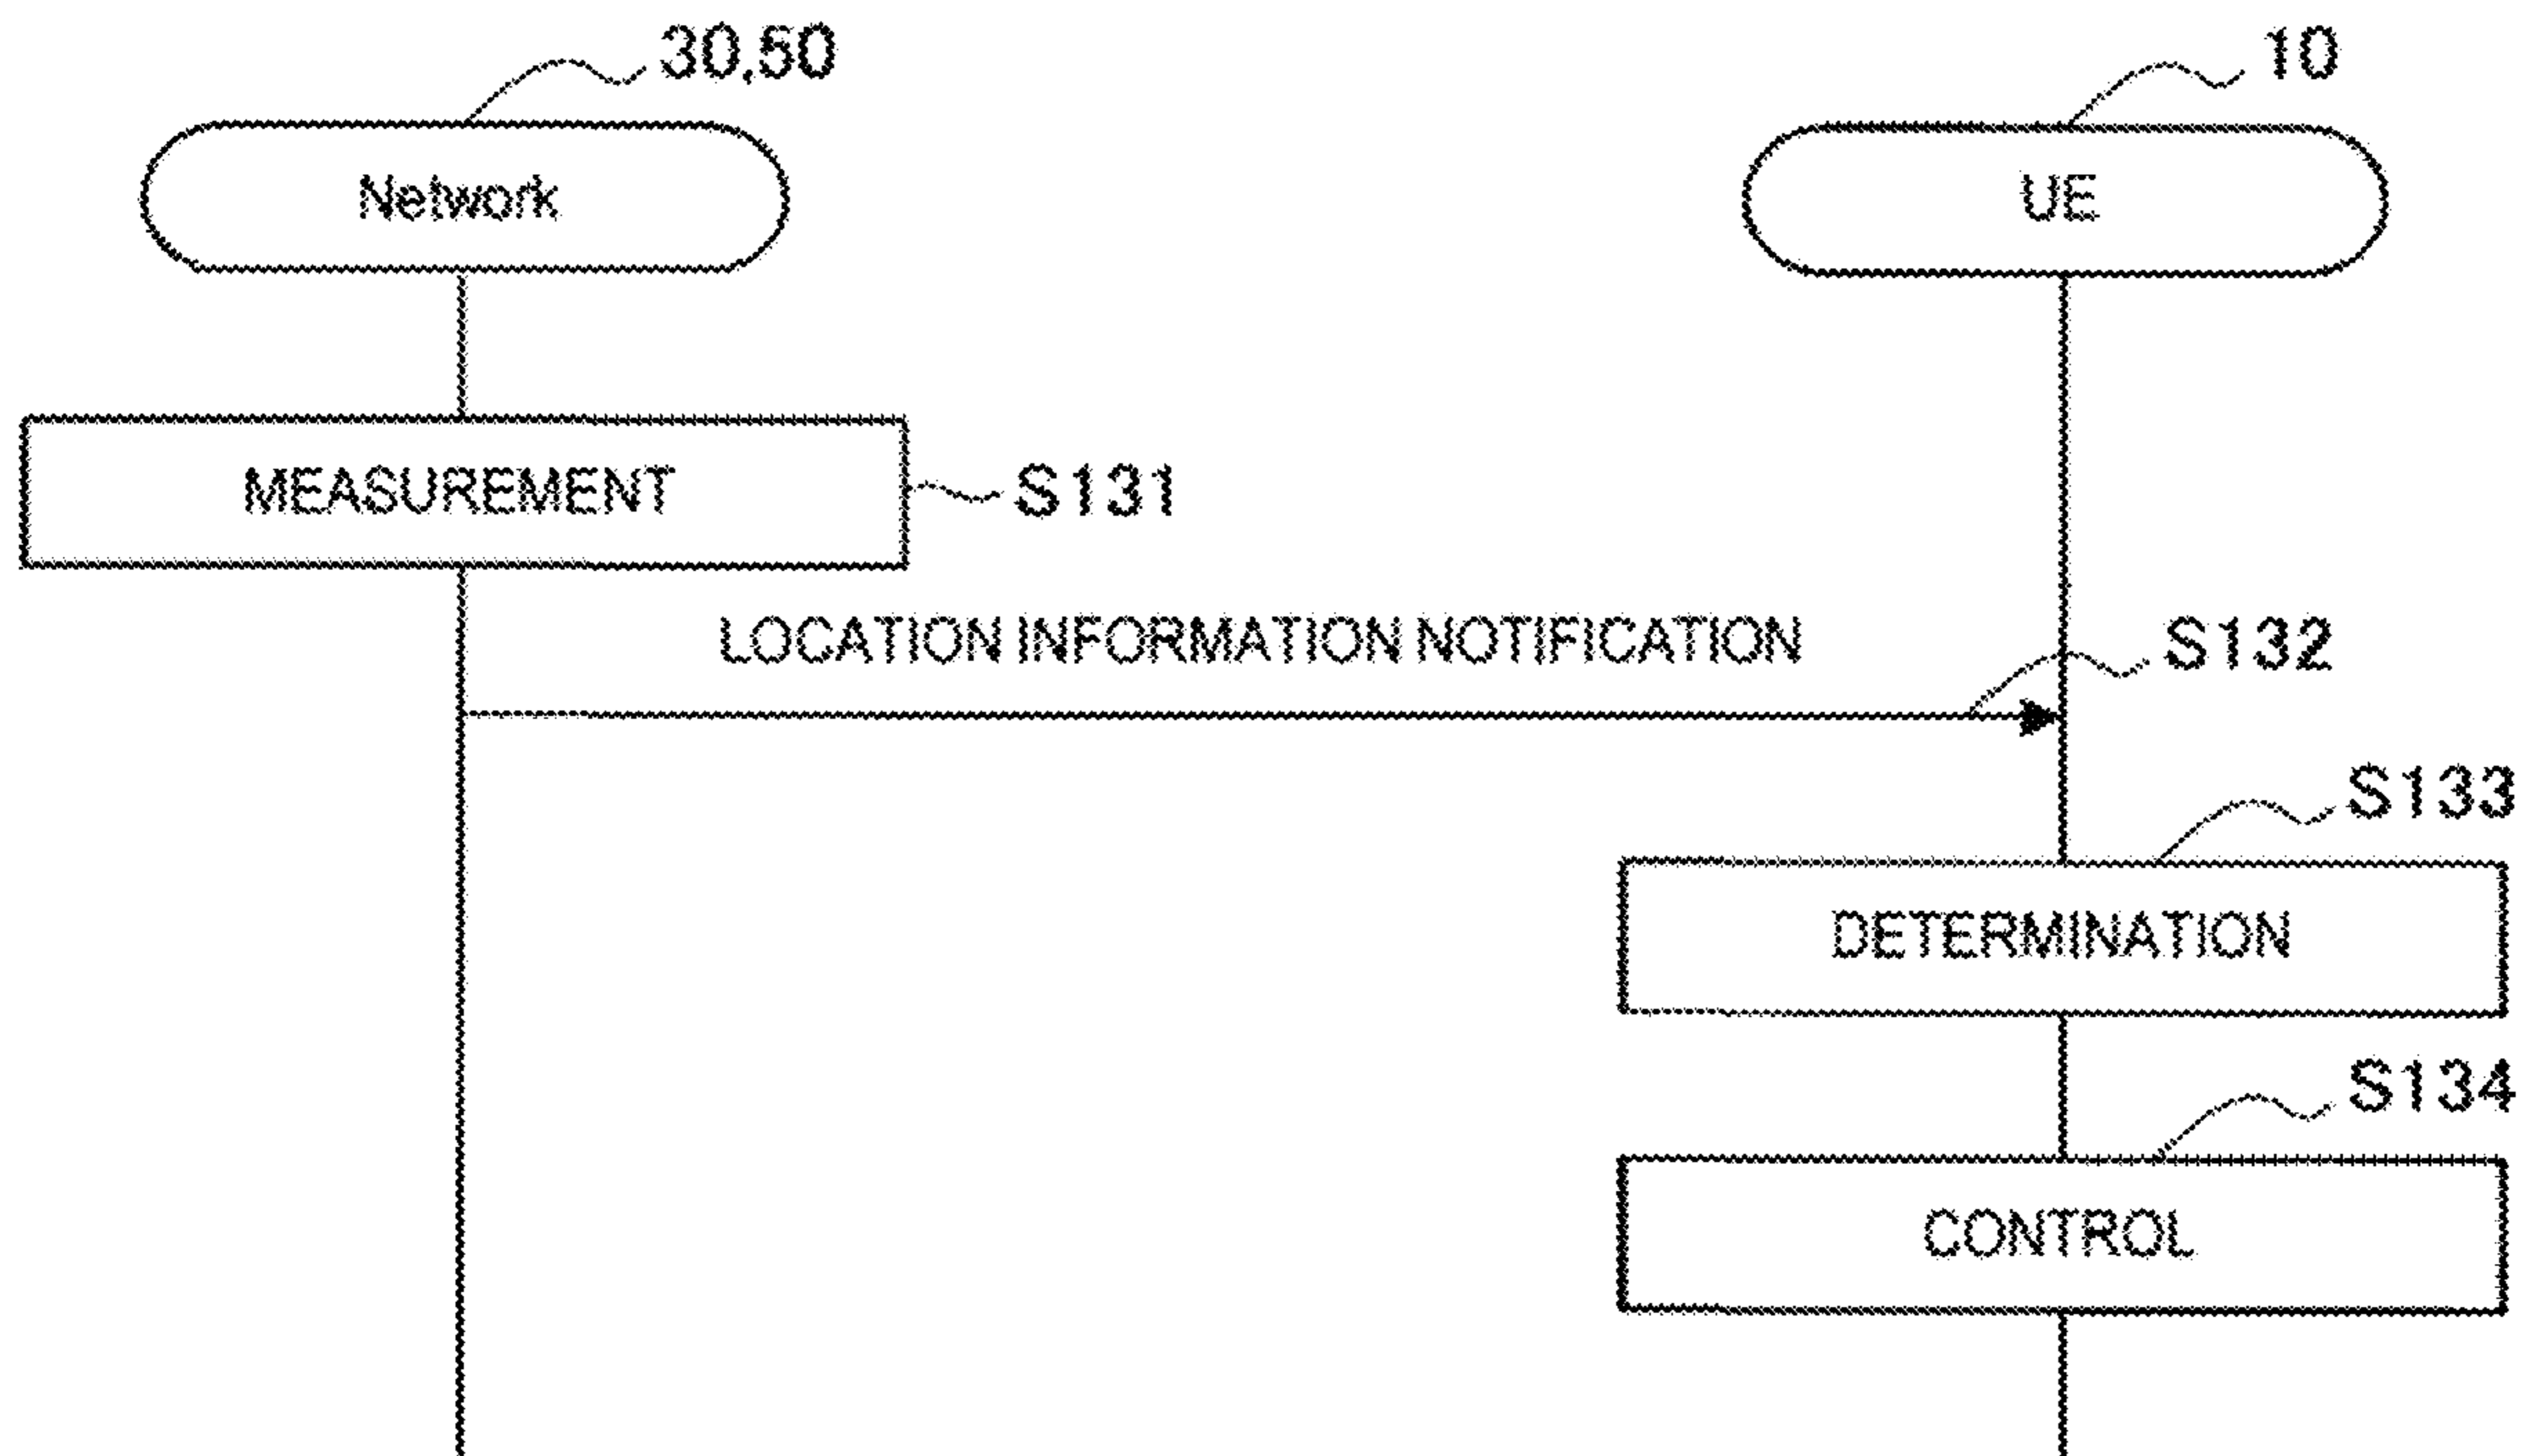 30,50
10
Network
UE
MEASUREMENT
S131
LOCATION INFORMATION NOTIFICATION
S132
S133
DETERMINATION
S134
CONTROL